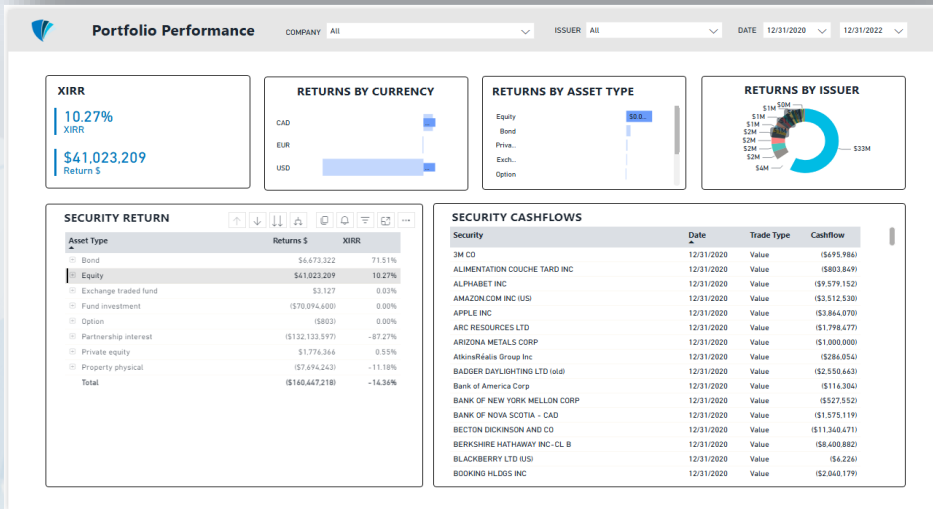 Portfolio Performance
COMPANY All
ISSUER All
DATE 12/31/2020 12/31/2022
XIRR
10.27%
XIRR
$41,023,209
Return $
RETURNS BY CURRENCY
CAD
EUR
USD
RETURNS BY ASSET TYPE
Equity $0.0...
Bond
Priva...
Exch...
Option
RETURNS BY ISSUER
$0M
$1M
$1M
$1M
$1M
$2M
$2M
$2M
$2M
$4M
$33M
SECURITY RETURN
Asset Type Returns $ XIRR
Bond $6,673,322 71.51%
Equity $41,023,209 10.27%
Exchange traded fund $3,127 0.03%
Fund investment ($70,094,600) 0.00%
Option ($803) 0.00%
Partnership interest ($132,133,597) -87.27%
Private equity $1,776,366 0.55%
Property physical ($7,694,243) -11.18%
Total ($160,447,218) -14.36%
SECURITY CASHFLOWS
Security Date Trade Type Cashflow
3M CO 12/31/2020 Value ($695,986)
ALIMENTATION COUCHE TARD INC 12/31/2020 Value ($803,849)
ALPHABET INC 12/31/2020 Value ($9,579,152)
AMAZON.COM INC (US) 12/31/2020 Value ($3,512,530)
APPLE INC 12/31/2020 Value ($3,864,070)
ARC RESOURCES LTD 12/31/2020 Value ($1,798,477)
ARIZONA METALS CORP 12/31/2020 Value ($1,000,000)
AtkinsRéalis Group Inc 12/31/2020 Value ($286,054)
BADGER DAYLIGHTING LTD (old) 12/31/2020 Value ($2,550,663)
Bank of America Corp 12/31/2020 Value ($116,304)
BANK OF NEW YORK MELLON CORP 12/31/2020 Value ($527,552)
BANK OF NOVA SCOTIA - CAD 12/31/2020 Value ($1,575,119)
BECTON DICKINSON AND CO 12/31/2020 Value ($11,340,471)
BERKSHIRE HATHAWAY INC-CL B 12/31/2020 Value ($8,400,882)
BLACKBERRY LTD (US) 12/31/2020 Value ($6,226)
BOOKING HLDGS INC 12/31/2020 Value ($2,040,179)